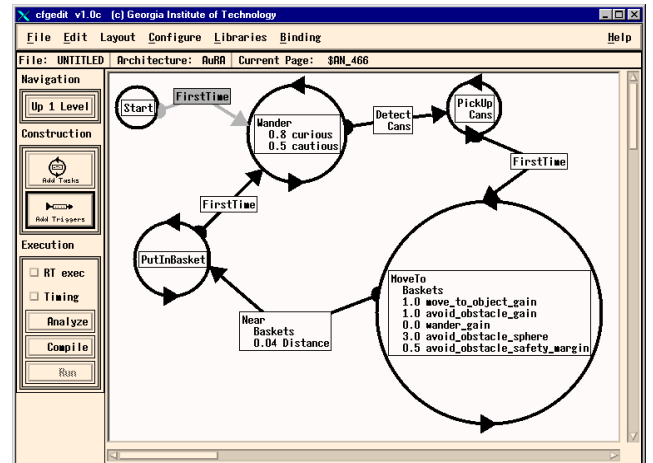 cfgedit v1.0c (c) Georgia Institute of Technology
File Edit Layout Configure Libraries Binding Help
File: UNTITLED Architecture: AuRA Current Page: $AN_466
Navigation
Up 1 Level
Construction
Add Tasks
Add Triggers
Execution
RT exec
Timing
Analyze
Compile
Run
Start
FirstTime
Wander
0.8 curious
0.5 cautious
Detect
Cans
PickUp
Cans
FirstTime
FirstTime
PutInBasket
MoveTo
Baskets
1.0 move_to_object_gain
1.0 avoid_obstacle_gain
0.0 wander_gain
3.0 avoid_obstacle_sphere
0.5 avoid_obstacle_safety_margin
Near
Baskets
0.04 Distance